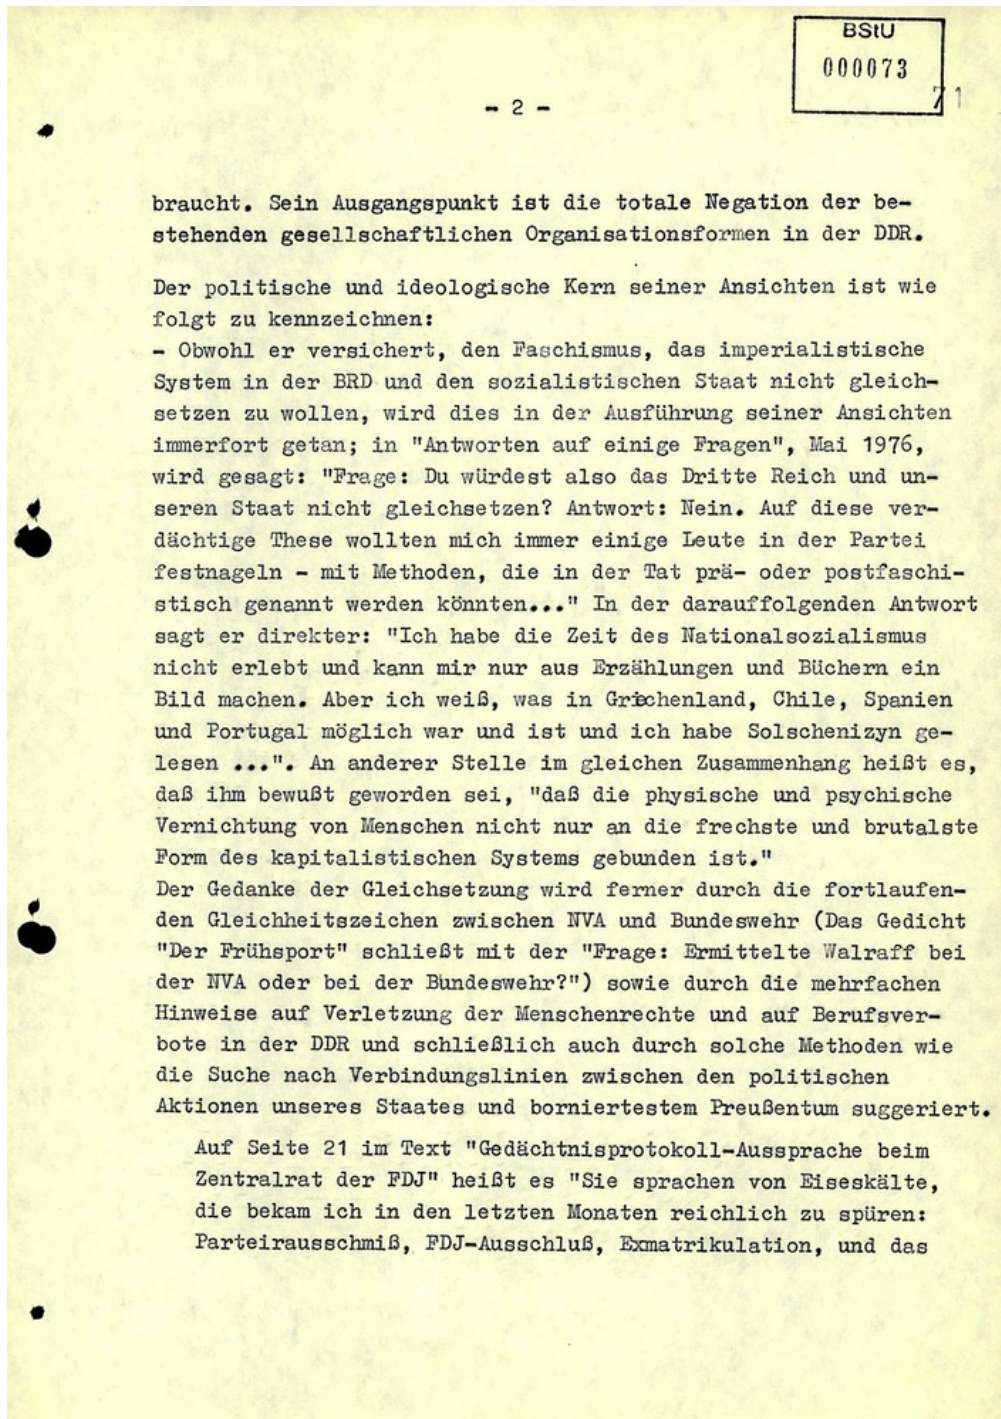 BStU
000073
71
- 2 -
braucht. Sein Ausgangspunkt ist die totale Negation der be-
stehenden gesellschaftlichen Organisationsformen in der DDR.
Der politische und ideologische Kern seiner Ansichten ist wie
folgt zu kennzeichnen:
- Obwohl er versichert, den Faschismus, das imperialistische
System in der BRD und den sozialistischen Staat nicht gleich-
setzen zu wollen, wird dies in der Ausführung seiner Ansichten
immerfort getan; in "Antworten auf einige Fragen", Mai 1976,
wird gesagt: "Frage: Du würdest also das Dritte Reich und un-
seren Staat nicht gleichsetzen? Antwort: Nein. Auf diese ver-
dächtige These wollten mich immer einige Leute in der Partei
festnageln - mit Methoden, die in der Tat prä- oder postfaschi-
stisch genannt werden könnten..." In der darauffolgenden Antwort
sagt er direkter: "Ich habe die Zeit des Nationalsozialismus
nicht erlebt und kann mir nur aus Erzählungen und Büchern ein
Bild machen. Aber ich weiß, was in Griechenland, Chile, Spanien
und Portugal möglich war und ist und ich habe Solschenizyn ge-
lesen ...". An anderer Stelle im gleichen Zusammenhang heißt es,
daß ihm bewußt geworden sei, "daß die physische und psychische
Vernichtung von Menschen nicht nur an die frechste und brutalste
Form des kapitalistischen Systems gebunden ist."
Der Gedanke der Gleichsetzung wird ferner durch die fortlaufen-
den Gleichheitszeichen zwischen NVA und Bundeswehr (Das Gedicht
"Der Frühsport" schließt mit der "Frage: Ermittelte Walraff bei
der NVA oder bei der Bundeswehr?") sowie durch die mehrfachen
Hinweise auf Verletzung der Menschenrechte und auf Berufsver-
bote in der DDR und schließlich auch durch solche Methoden wie
die Suche nach Verbindungslinien zwischen den politischen
Aktionen unseres Staates und borniertestem Preußentum suggeriert.
Auf Seite 21 im Text "Gedächtnisprotokoll-Aussprache beim
Zentralrat der FDJ" heißt es "Sie sprachen von Eiseskälte,
die bekam ich in den letzten Monaten reichlich zu spüren:
Parteirausschmiß, FDJ-Ausschluß, Exmatrikulation, und das